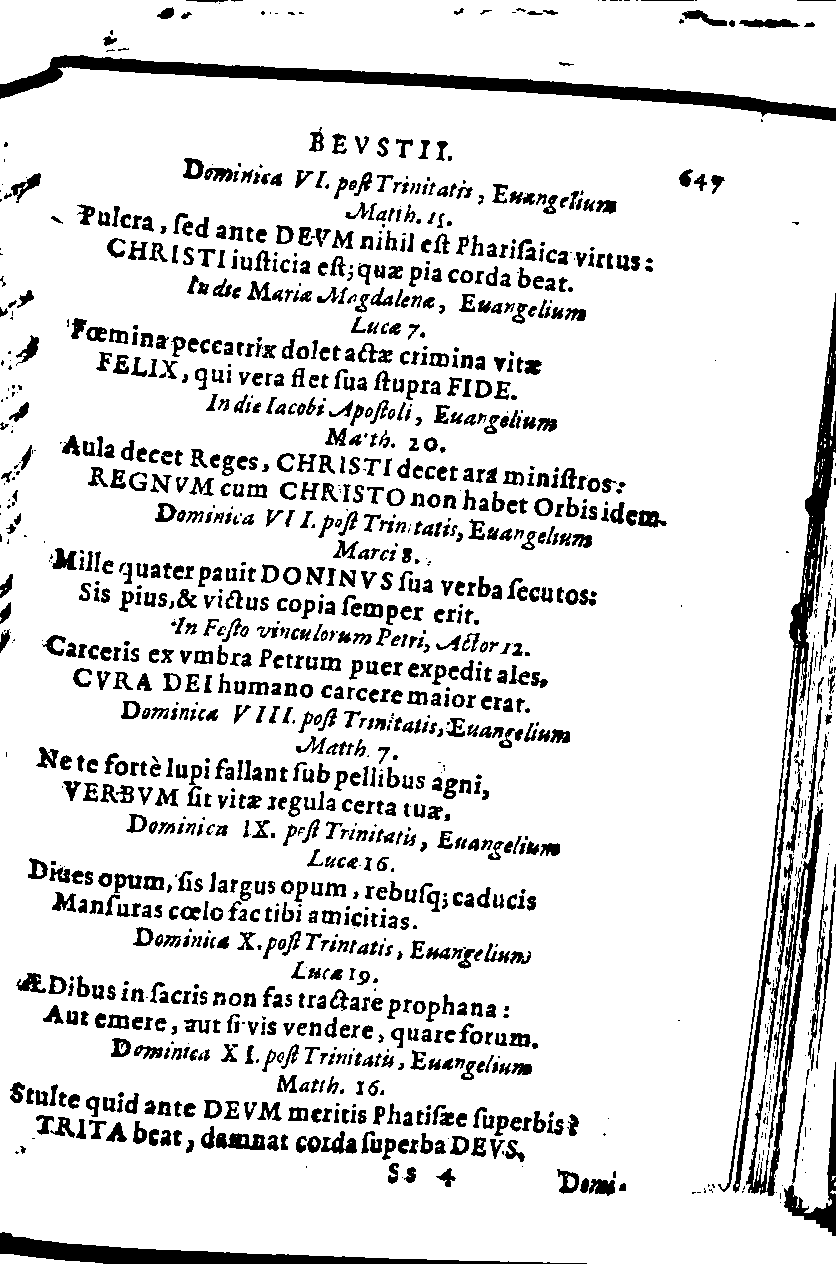 BEVSTII. 647
Dominica VI. poſt Trinitatis, Euangelium
Matth. 15.
Pulcra, ſed ante DEVM nihil eſt Phariſaica virtus:
CHRISTI iuſticia eſt; quæ pia corda beat.
In die Mariæ Magdalenæ, Euangelium
Lucæ 7.
Fœmina peccatrix dolet actæ crimina vitæ
FELIX, qui vera flet ſua ſtupra FIDE.
In die Iacobi Apoſtoli, Euangelium
Matth. 20.
Aula decet Reges, CHRISTI decet ara miniſtros:
REGNVM cum CHRISTO non habet Orbis idem.
Dominica VII. poſt Trinitatis, Euangelium
Marci 8.
Mille quater pauit DONINVS ſua verba ſecutos:
Sis pius, & victus copia ſemper erit.
In Feſto vinculorum Petri, Actor 12.
Carceris ex vmbra Petrum puer expedit ales,
CVRA DEI humano carcere maior erat.
Dominica VIII. poſt Trinitatis, Euangelium
Matth. 7.
Ne te fortè lupi fallant ſub pellibus agni,
VERBVM ſit vitæ regula certa tuæ.
Dominica IX. poſt Trinitatis, Euangelium
Lucæ 16.
Diues opum, ſis largus opum, rebuſq; caducis
Manſuras cœlo fac tibi amicitias.
Dominica X. poſt Trintatis, Euangelium
Lucæ 19.
ÆDibus in ſacris non fas tractare prophana:
Aut emere, aut ſi vis vendere, quare forum.
Dominica XI. poſt Trinitatis, Euangelium
Matth. 16.
Stulte quid ante DEVM meritis Phatiſæe ſuperbis?
TRITA beat, damnat corda ſuperba DEVS.
Ss 4 Domi-